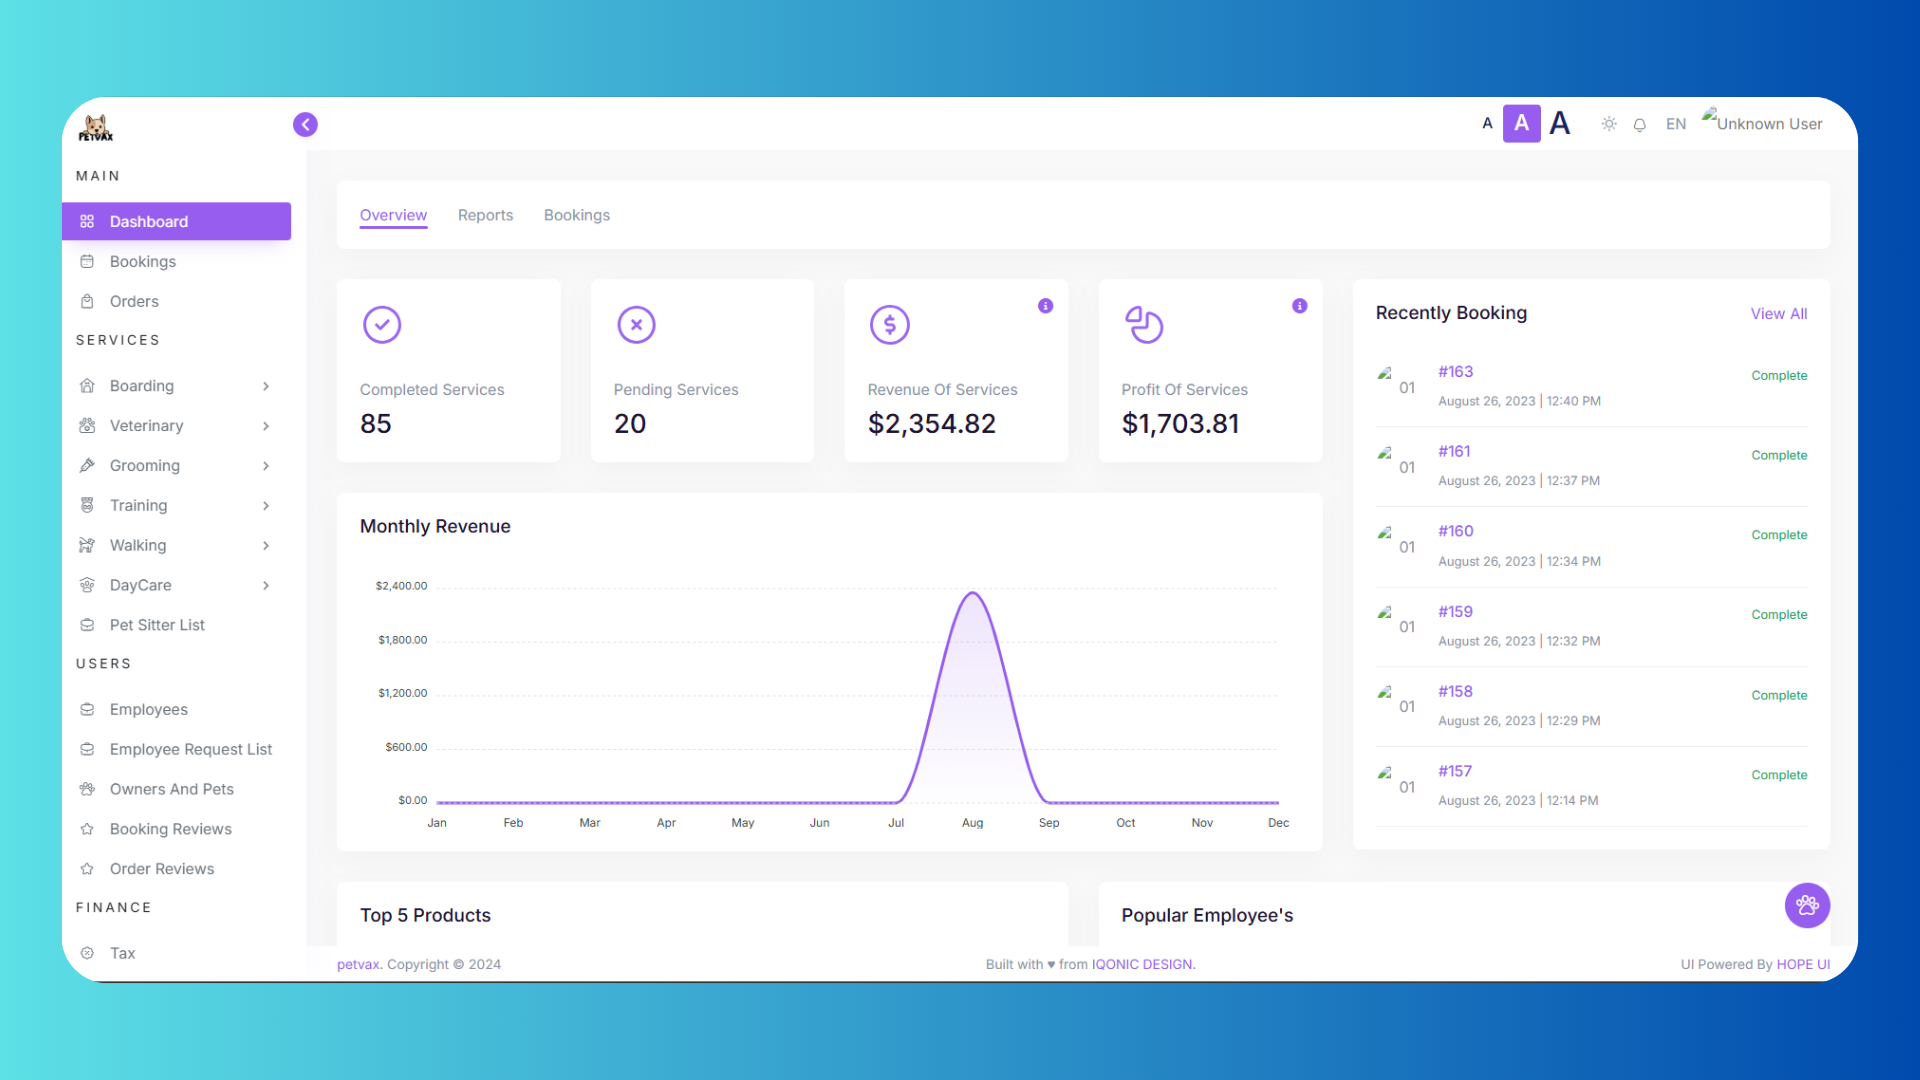 PETVAX
A A A
EN
Unknown User
MAIN
Dashboard
Bookings
Orders
SERVICES
Boarding
Veterinary
Grooming
Training
Walking
DayCare
Pet Sitter List
USERS
Employees
Employee Request List
Owners And Pets
Booking Reviews
Order Reviews
FINANCE
Tax
Overview
Reports
Bookings
Completed Services
85
Pending Services
20
Revenue Of Services
$2,354.82
Profit Of Services
$1,703.81
Monthly Revenue
$2,400.00
$1,800.00
$1,200.00
$600.00
$0.00
Jan Feb Mar Apr May Jun Jul Aug Sep Oct Nov Dec
Recently Booking
View All
01
#163
August 26, 2023 | 12:40 PM
Complete
01
#161
August 26, 2023 | 12:37 PM
Complete
01
#160
August 26, 2023 | 12:34 PM
Complete
01
#159
August 26, 2023 | 12:32 PM
Complete
01
#158
August 26, 2023 | 12:29 PM
Complete
01
#157
August 26, 2023 | 12:14 PM
Complete
Top 5 Products
Popular Employee's
petvax. Copyright © 2024
Built with ♥ from IQONIC DESIGN.
UI Powered By HOPE UI